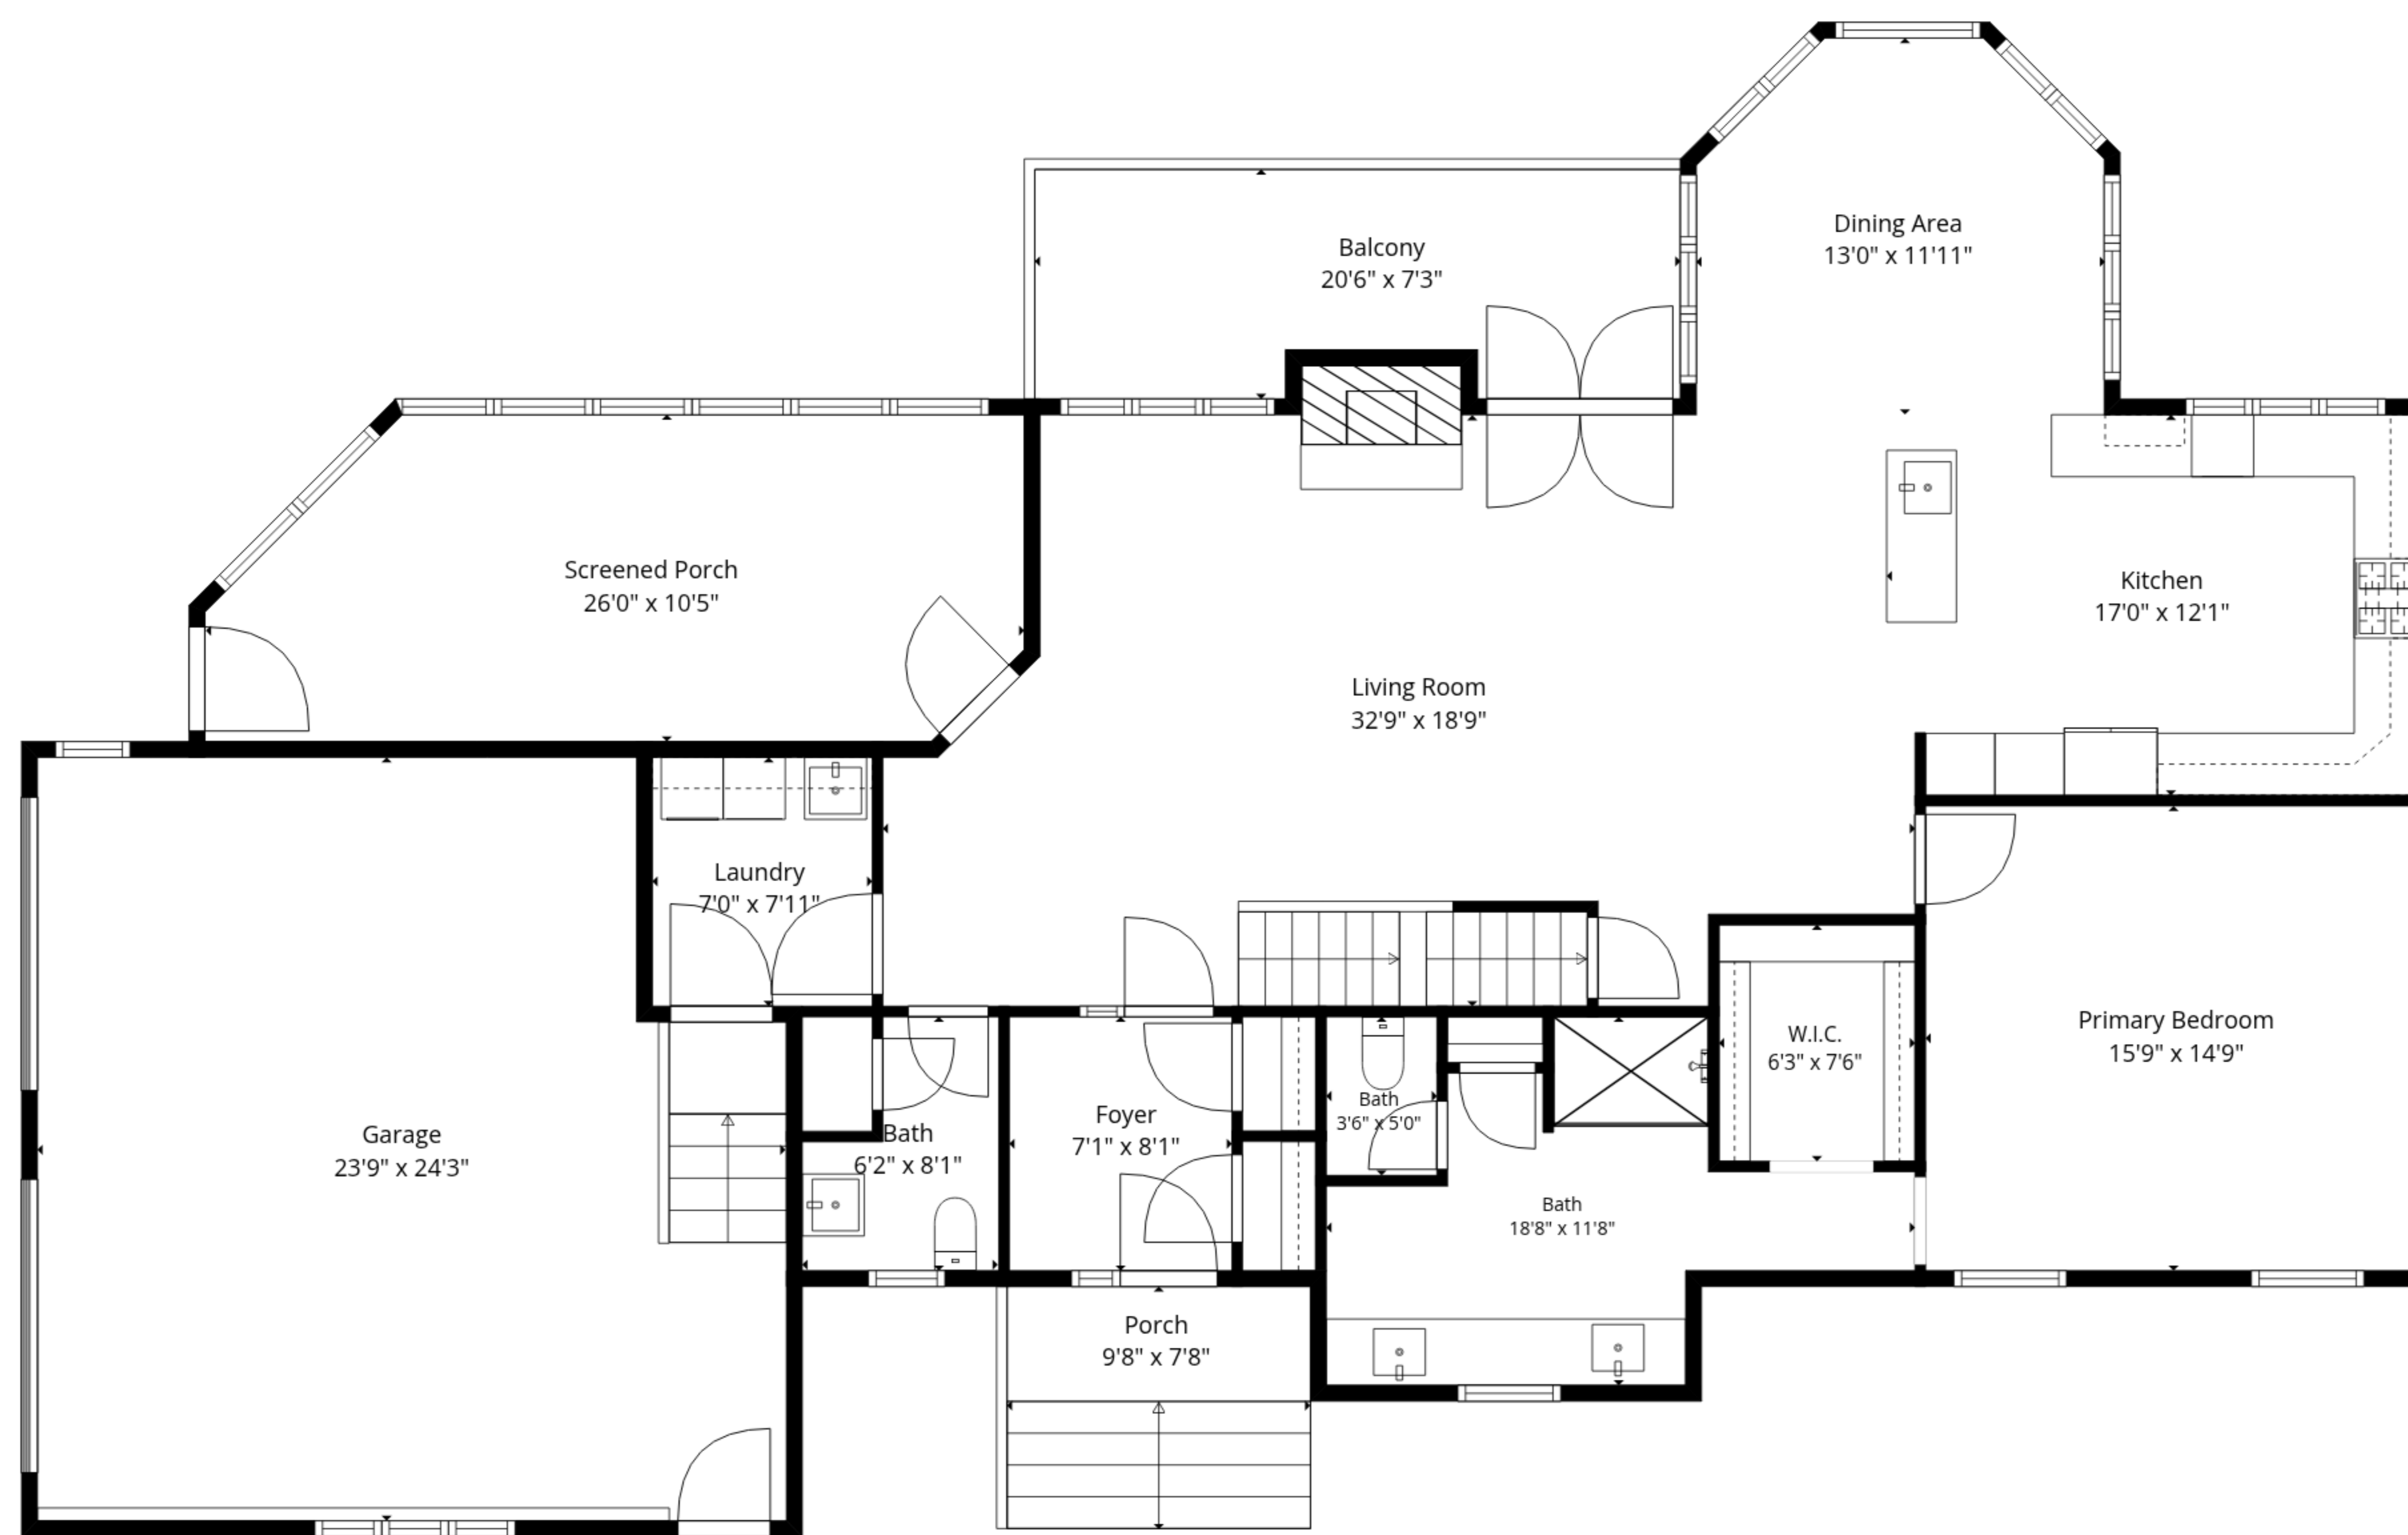 Dining Area
13'0" x 11'11"
Balcony
20'6" x 7'3"
Screened Porch
26'0" x 10'5"
Kitchen
17'0" x 12'1"
Living Room
32'9" x 18'9"
Laundry
7'0" x 7'11"
Primary Bedroom
15'9" x 14'9"
W.I.C.
6'3" x 7'6"
Bath
3'6" x 5'0"
Foyer
7'1" x 8'1"
Bath
6'2" x 8'1"
Garage
23'9" x 24'3"
Bath
18'8" x 11'8"
Porch
9'8" x 7'8"